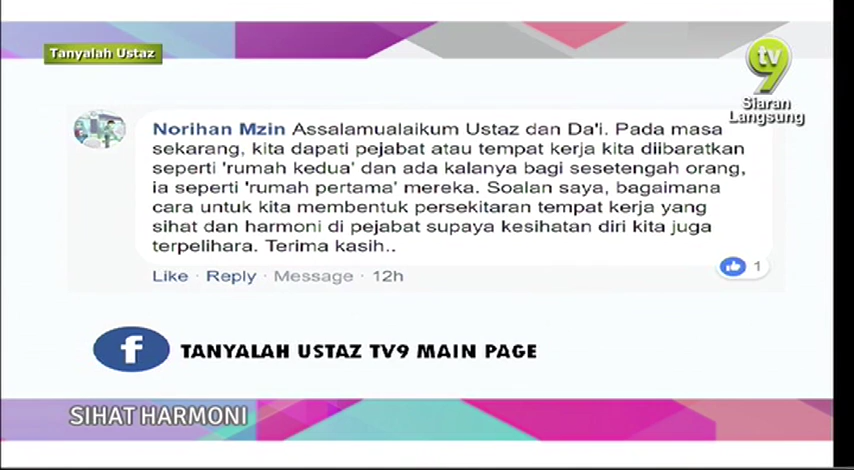 Tanyalah Ustaz
tv9
Siaran
Langsung
Norihan Mzin Assalamualaikum Ustaz dan Da'i. Pada masa
sekarang, kita dapati pejabat atau tempat kerja kita diibaratkan
seperti 'rumah kedua' dan ada kalanya bagi sesetengah orang,
ia seperti 'rumah pertama' mereka. Soalan saya, bagaimana
cara untuk kita membentuk persekitaran tempat kerja yang
sihat dan harmoni di pejabat supaya kesihatan diri kita juga
terpelihara. Terima kasih..
1
Like · Reply · Message · 12h
f TANYALAH USTAZ TV9 MAIN PAGE
SIHAT HARMONI